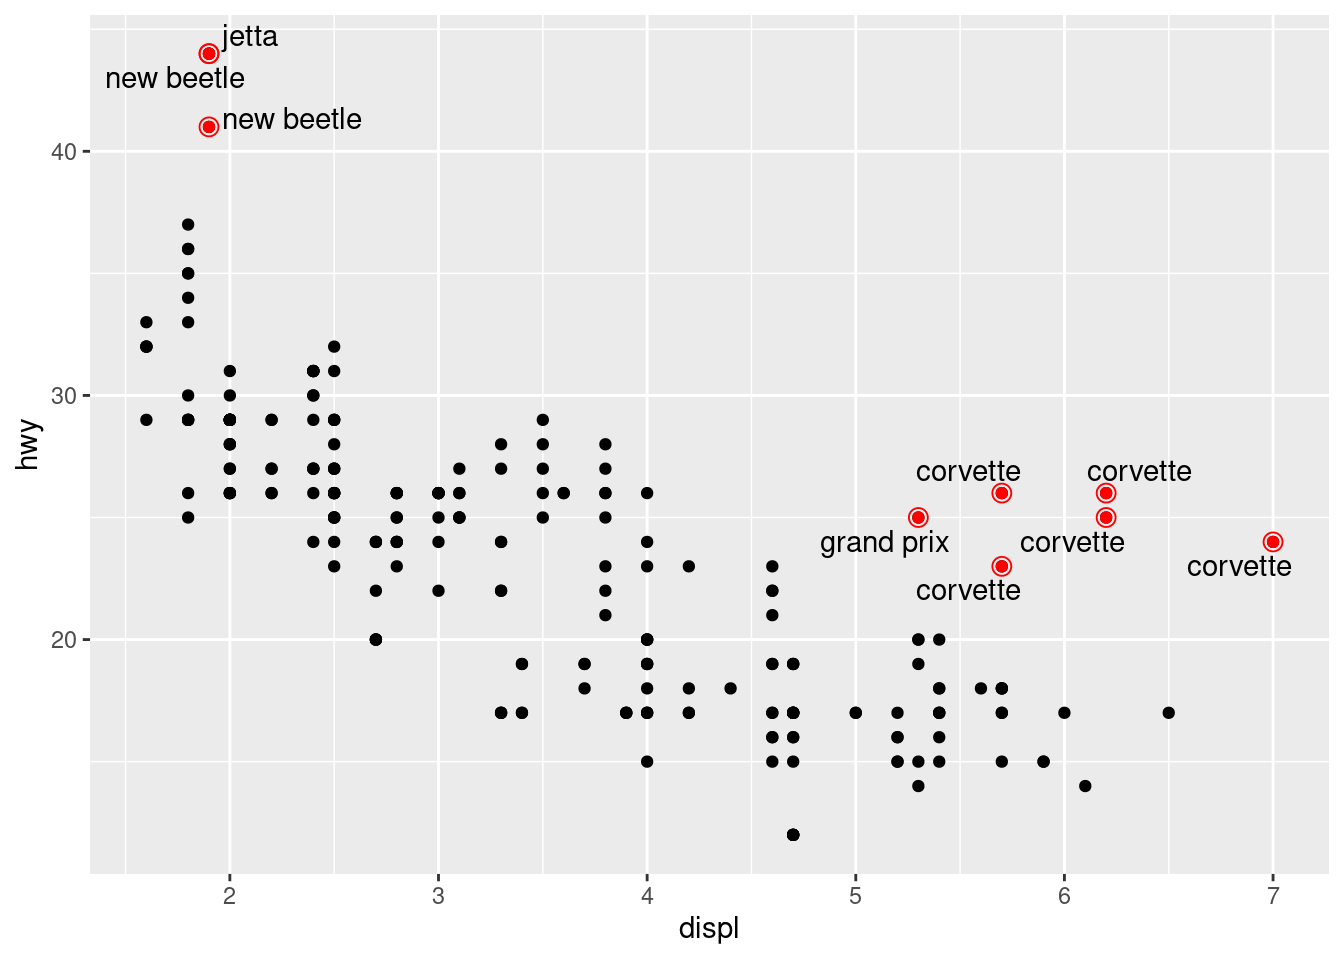 jetta
new beetle
new beetle
40
30
20
hwy
corvette
corvette
grand prix
corvette
corvette
corvette
2
3
4
5
6
7
displ